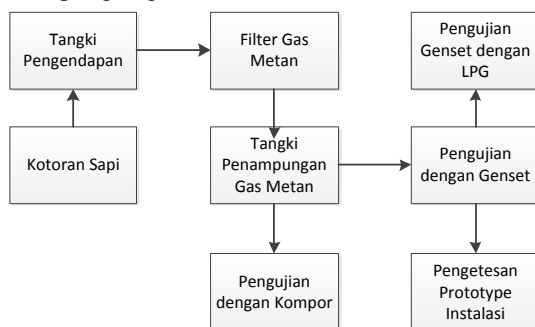 Tangki
Pengendapan
Filter Gas
Metan
Pengujian
Genset dengan
LPG
Kotoran Sapi
Tangki
Penampungan
Gas Metan
Pengujian
dengan Genset
Pengujian
dengan Kompor
Pengetesan
Prototype
Instalasi